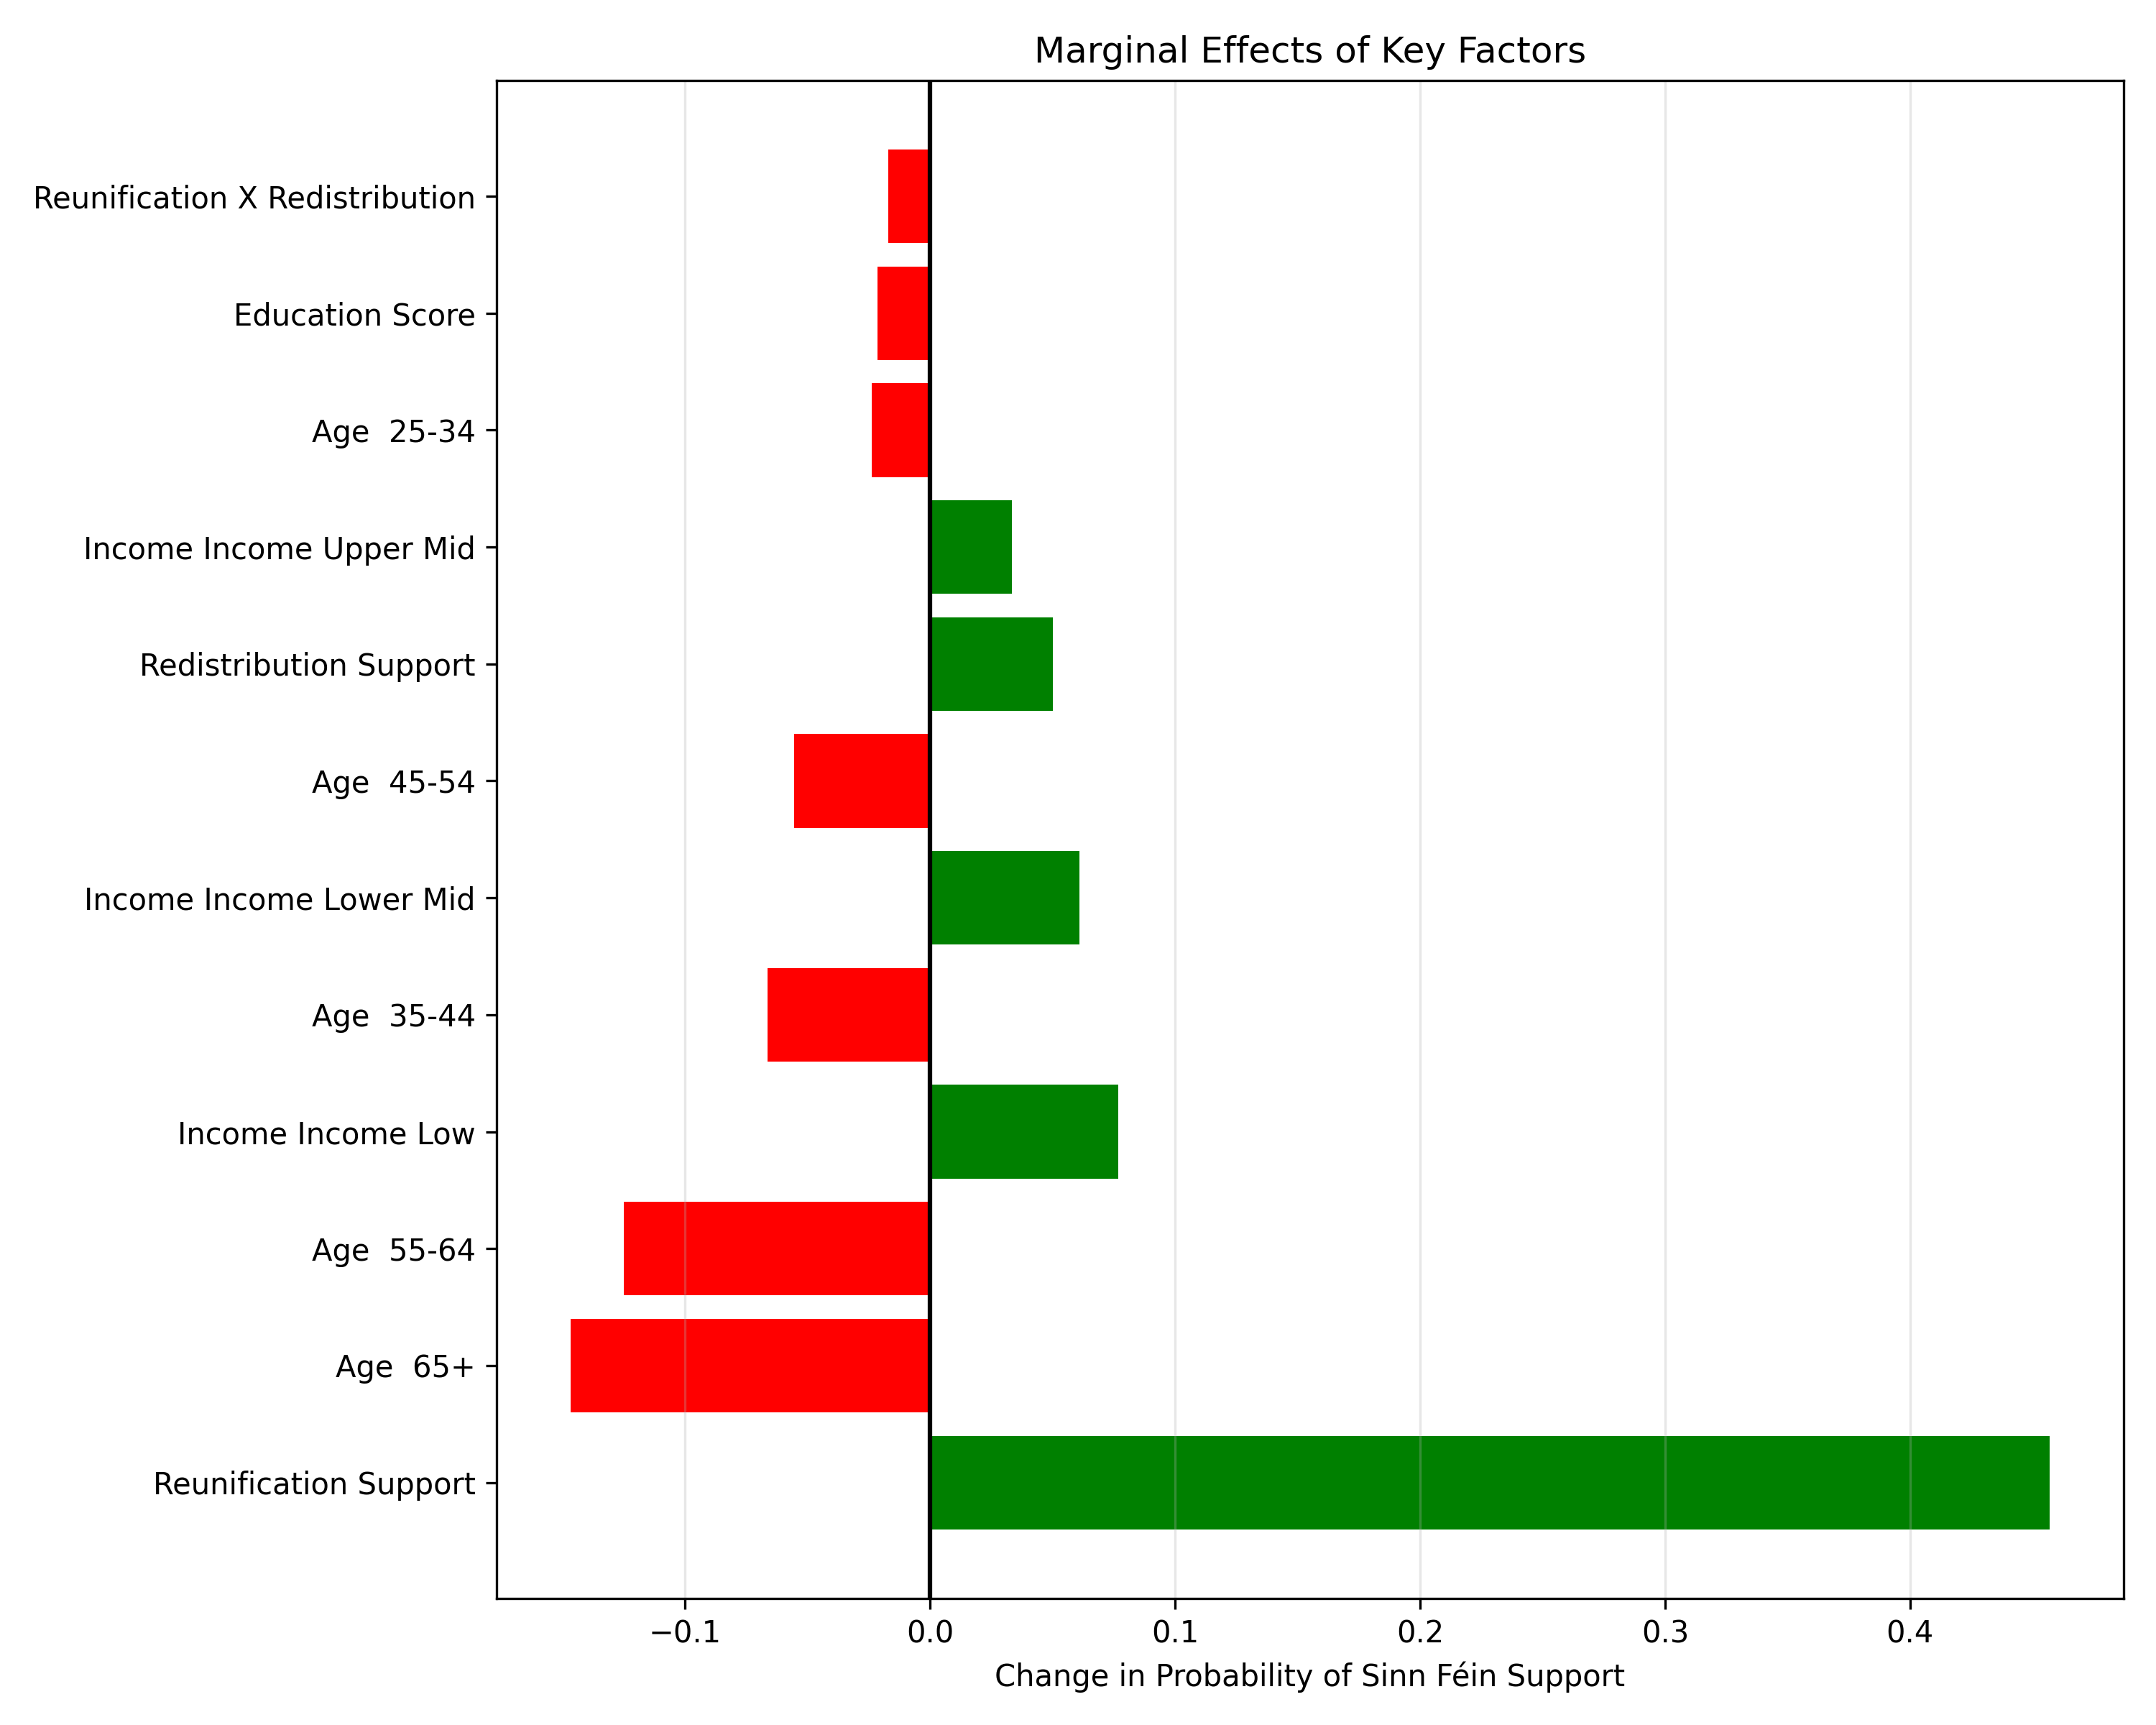 Marginal Effects of Key Factors
Reunification X Redistribution
Education Score
Age  25-34
Income Income Upper Mid
Redistribution Support
Age  45-54
Income Income Lower Mid
Age  35-44
Income Income Low
Age  55-64
Age  65+
Reunification Support
−0.1 0.0 0.1 0.2 0.3 0.4
Change in Probability of Sinn Féin Support